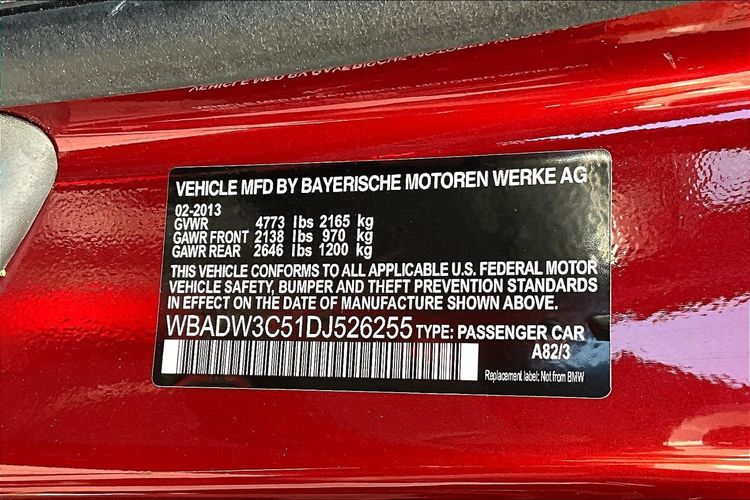 VEHICLE MFD BY BAYERISCHE MOTOREN WERKE AG
02-2013
GVWR 4773 lbs 2165 kg
GAWR FRONT 2138 lbs 970 kg
GAWR REAR 2646 lbs 1200 kg
THIS VEHICLE CONFORMS TO ALL APPLICABLE U.S. FEDERAL MOTOR
VEHICLE SAFETY, BUMPER AND THEFT PREVENTION STANDARDS
IN EFFECT ON THE DATE OF MANUFACTURE SHOWN ABOVE.
WBADW3C51DJ526255 TYPE: PASSENGER CAR
A82/3
Replacement label: Not from BMW